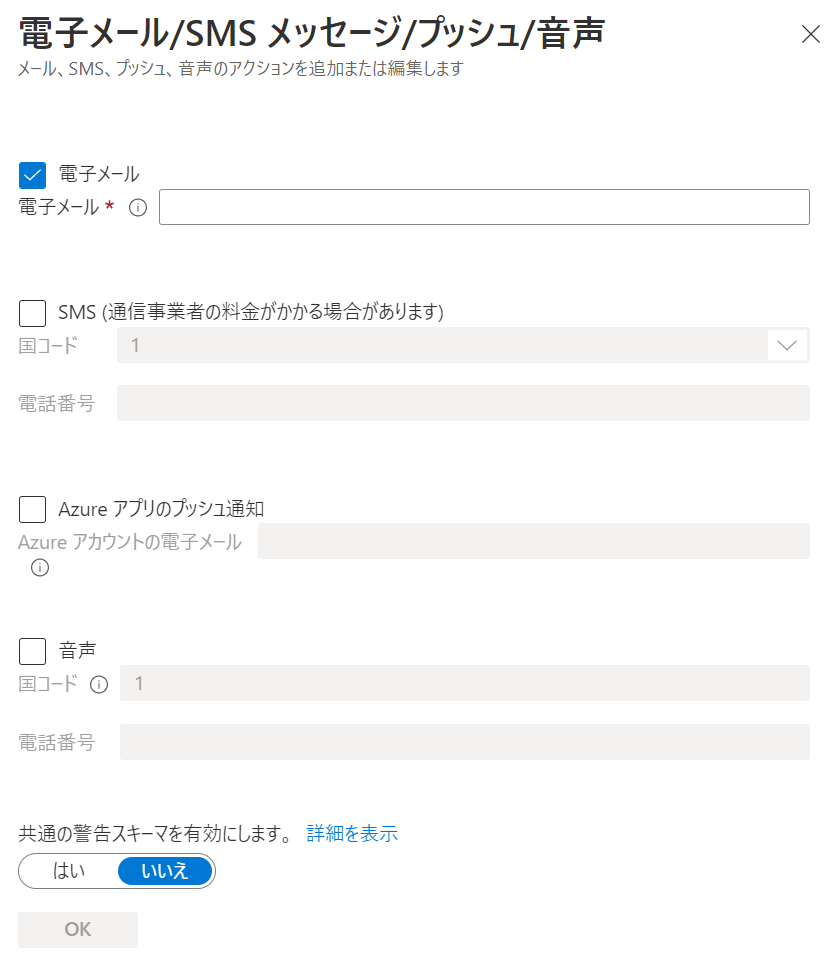 電子メール/SMS メッセージ/プッシュ/音声
メール、SMS、プッシュ、音声のアクションを追加または編集します
電子メール
電子メール *
SMS (通信事業者の料金がかかる場合があります)
国コード 1
電話番号
Azure アプリのプッシュ通知
Azure アカウントの電子メール
音声
国コード 1
電話番号
共通の警告スキーマを有効にします。 詳細を表示
はい いいえ
OK